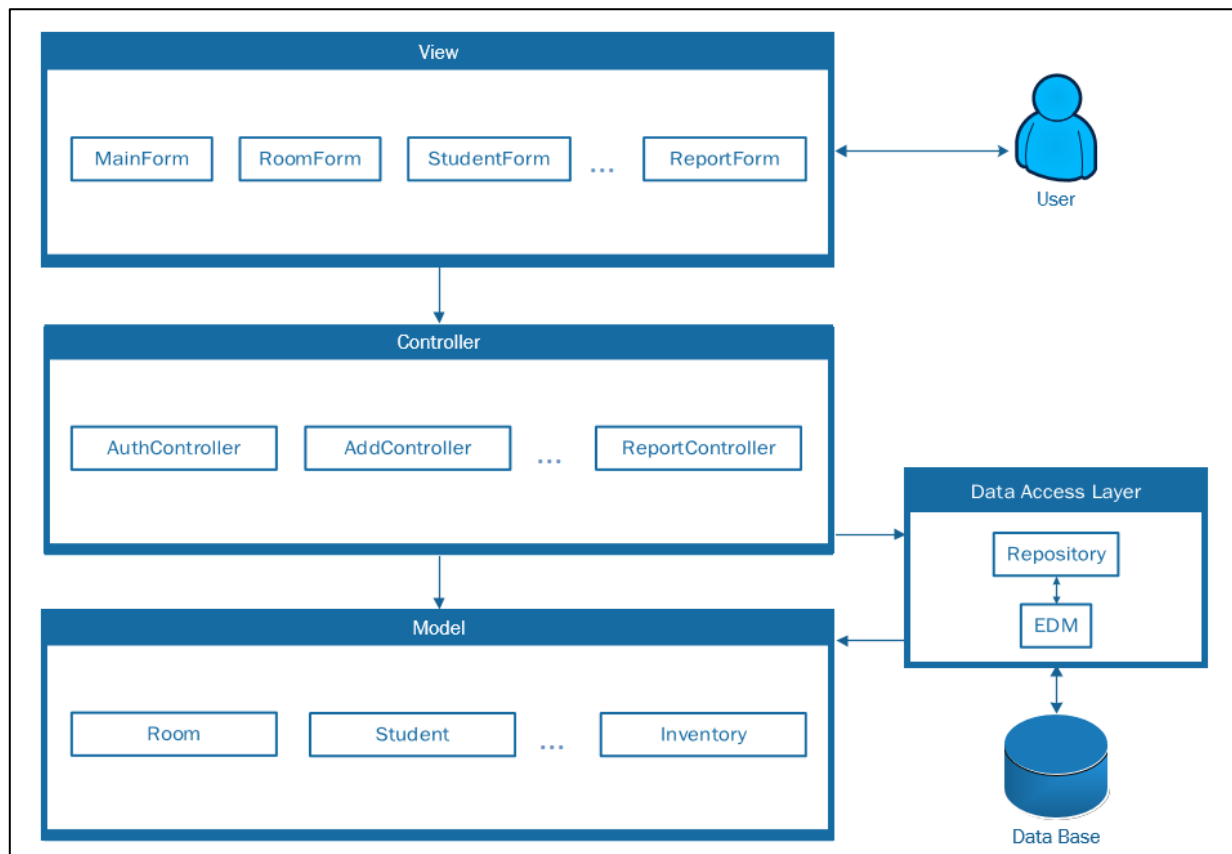 View
MainForm
RoomForm
StudentForm
...
ReportForm
User
Controller
AuthController
AddController
...
ReportController
Data Access Layer
Repository
EDM
Model
Room
Student
...
Inventory
Data Base